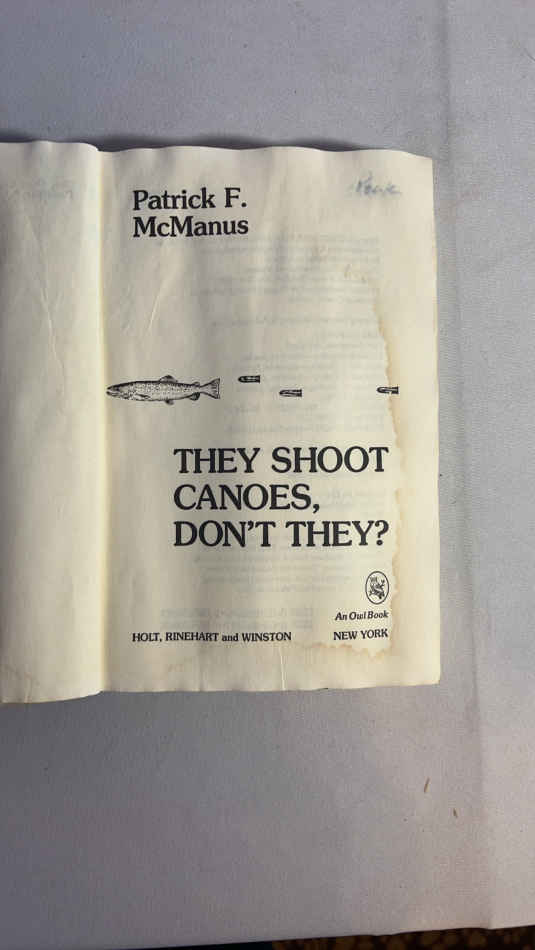 Patrick F.
McManus
THEY SHOOT
CANOES,
DON'T THEY?
An Owl Book
HOLT, RINEHART and WINSTON NEW YORK